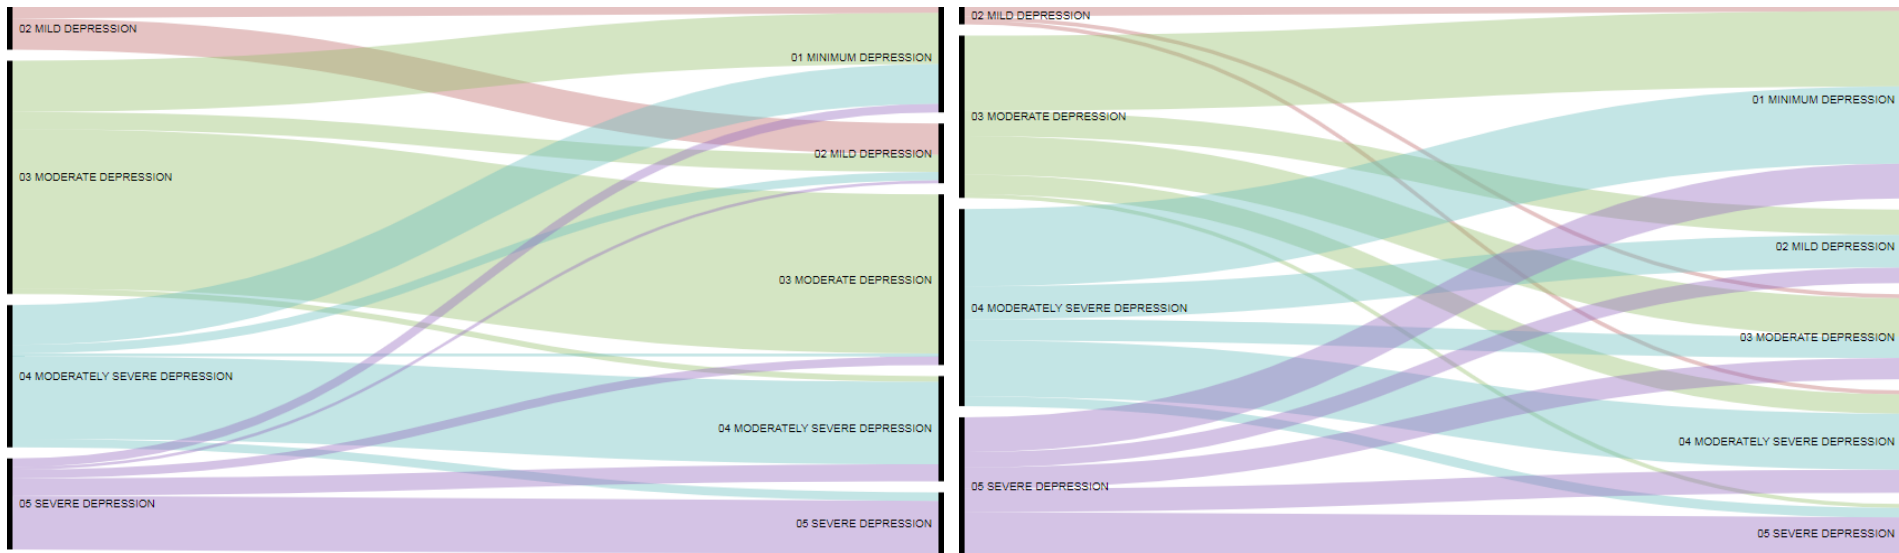 02 MILD DEPRESSION
03 MODERATE DEPRESSION
04 MODERATELY SEVERE DEPRESSION
05 SEVERE DEPRESSION
01 MINIMUM DEPRESSION
02 MILD DEPRESSION
03 MODERATE DEPRESSION
04 MODERATELY SEVERE DEPRESSION
05 SEVERE DEPRESSION
02 MILD DEPRESSION
03 MODERATE DEPRESSION
04 MODERATELY SEVERE DEPRESSION
05 SEVERE DEPRESSION
01 MINIMUM DEPRESSION
02 MILD DEPRESSION
03 MODERATE DEPRESSION
04 MODERATELY SEVERE DEPRESSION
05 SEVERE DEPRESSION